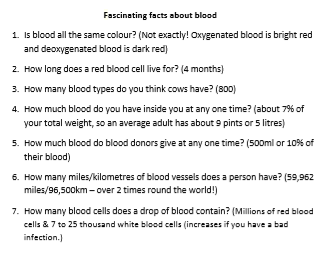 Fascinating facts about blood
1. Is blood all the same colour? (Not exactly! Oxygenated blood is bright red
and deoxygenated blood is dark red)
2. How long does a red blood cell live for? (4 months)
3. How many blood types do you think cows have? (800)
4. How much blood do you have inside you at any one time? (about 7% of
your total weight, so an average adult has about 9 pints or 5 litres)
5. How much blood do blood donors give at any one time? (500ml or 10% of
their blood)
6. How many miles/kilometres of blood vessels does a person have? (59,962
miles/96,500km – over 2 times round the world!)
7. How many blood cells does a drop of blood contain? (Millions of red blood
cells & 7 to 25 thousand white blood cells (increases if you have a bad
infection.)